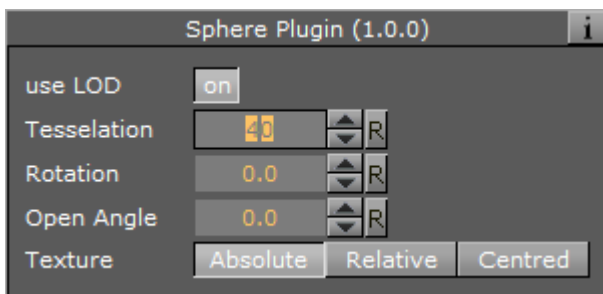 Sphere Plugin (1.0.0) i
use LOD on
Tesselation 40 R
Rotation 0.0 R
Open Angle 0.0 R
Texture Absolute Relative Centred